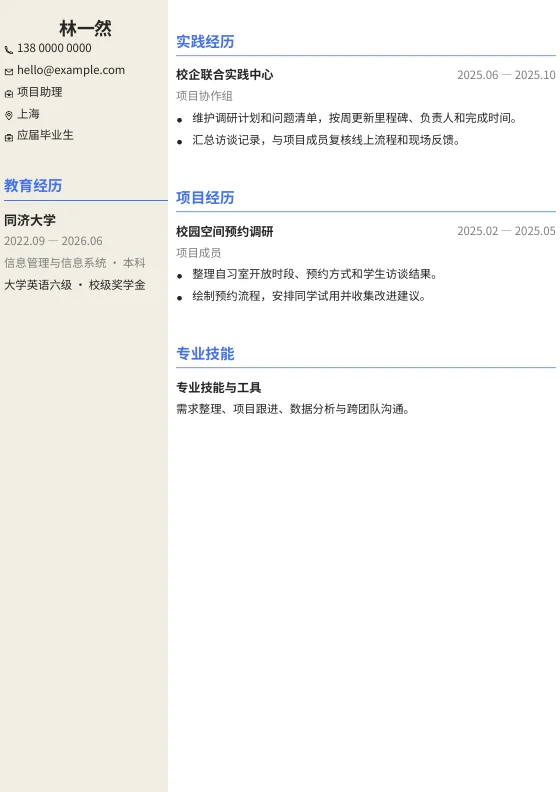 林一然
138 0000 0000
hello@example.com
项目助理
上海
应届毕业生
教育经历
同济大学
2022.09 — 2026.06
信息管理与信息系统 · 本科
大学英语六级 · 校级奖学金
实践经历
校企联合实践中心 2025.06 — 2025.10
项目协作组
• 维护调研计划和问题清单，按周更新里程碑、负责人和完成时间。
• 汇总访谈记录，与项目成员复核线上流程和现场反馈。
项目经历
校园空间预约调研 2025.02 — 2025.05
项目成员
• 整理自习室开放时段、预约方式和学生访谈结果。
• 绘制预约流程，安排同学试用并收集改进建议。
专业技能
专业技能与工具
需求整理、项目跟进、数据分析与跨团队沟通。